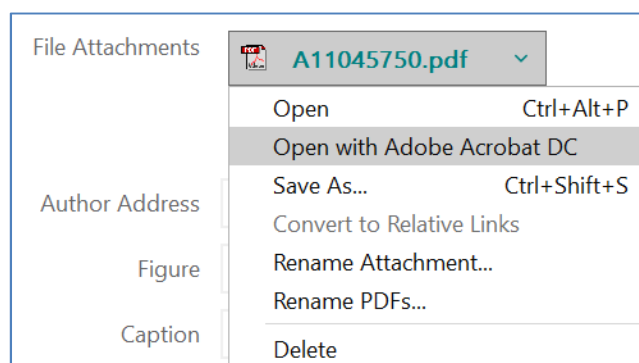 File Attachments
A11045750.pdf
Open Ctrl+Alt+P
Open with Adobe Acrobat DC
Save As... Ctrl+Shift+S
Author Address
Convert to Relative Links
Figure
Rename Attachment...
Rename PDFs...
Caption
Delete